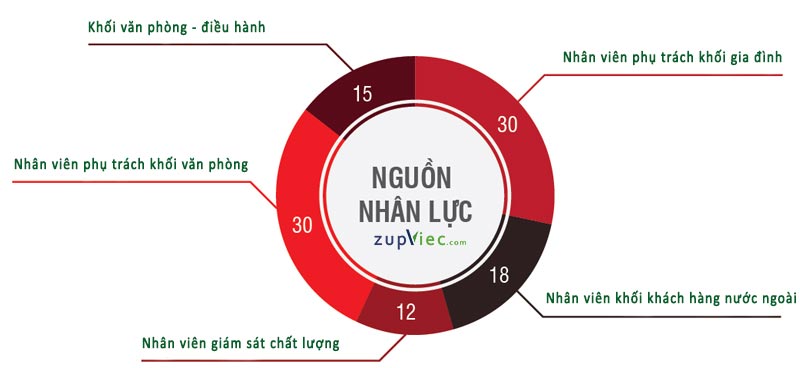 Khối văn phòng - điều hành
Nhân viên phụ trách khối gia đình
15
30
Nhân viên phụ trách khối văn phòng
NGUỒN
NHÂN LỰC
zupViec.com
30
18
Nhân viên khối khách hàng nước ngoài
12
Nhân viên giám sát chất lượng